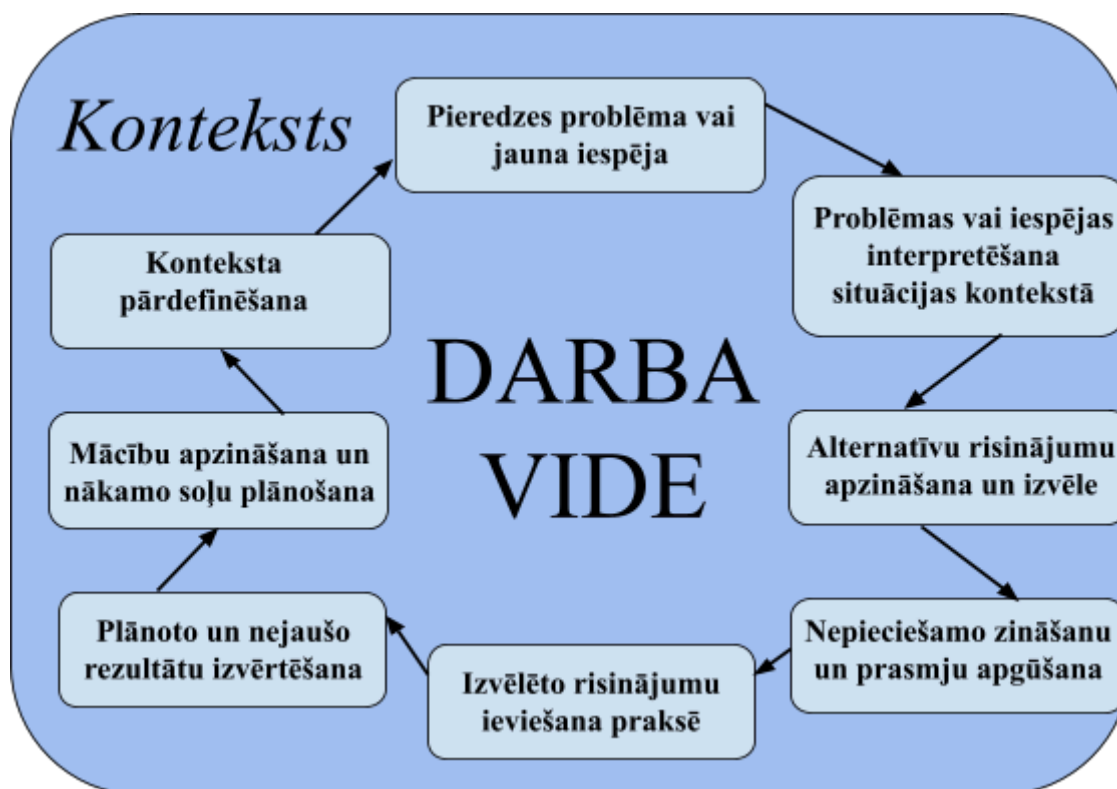 Konteksts
Pieredzes problēma vai
jauna iespēja
Problēmas vai iespējas
interpretēšana
situācijas kontekstā
Alternatīvu risinājumu
apzināšana un izvēle
Nepieciešamo zināšanu
un prasmju apgūšana
Izvēlēto risinājumu
ieviešana praksē
Plānoto un nejaušo
rezultātu izvērtēšana
Mācību apzināšana un
nākamo soļu plānošana
Konteksta
pārdefinēšana
DARBA
VIDE